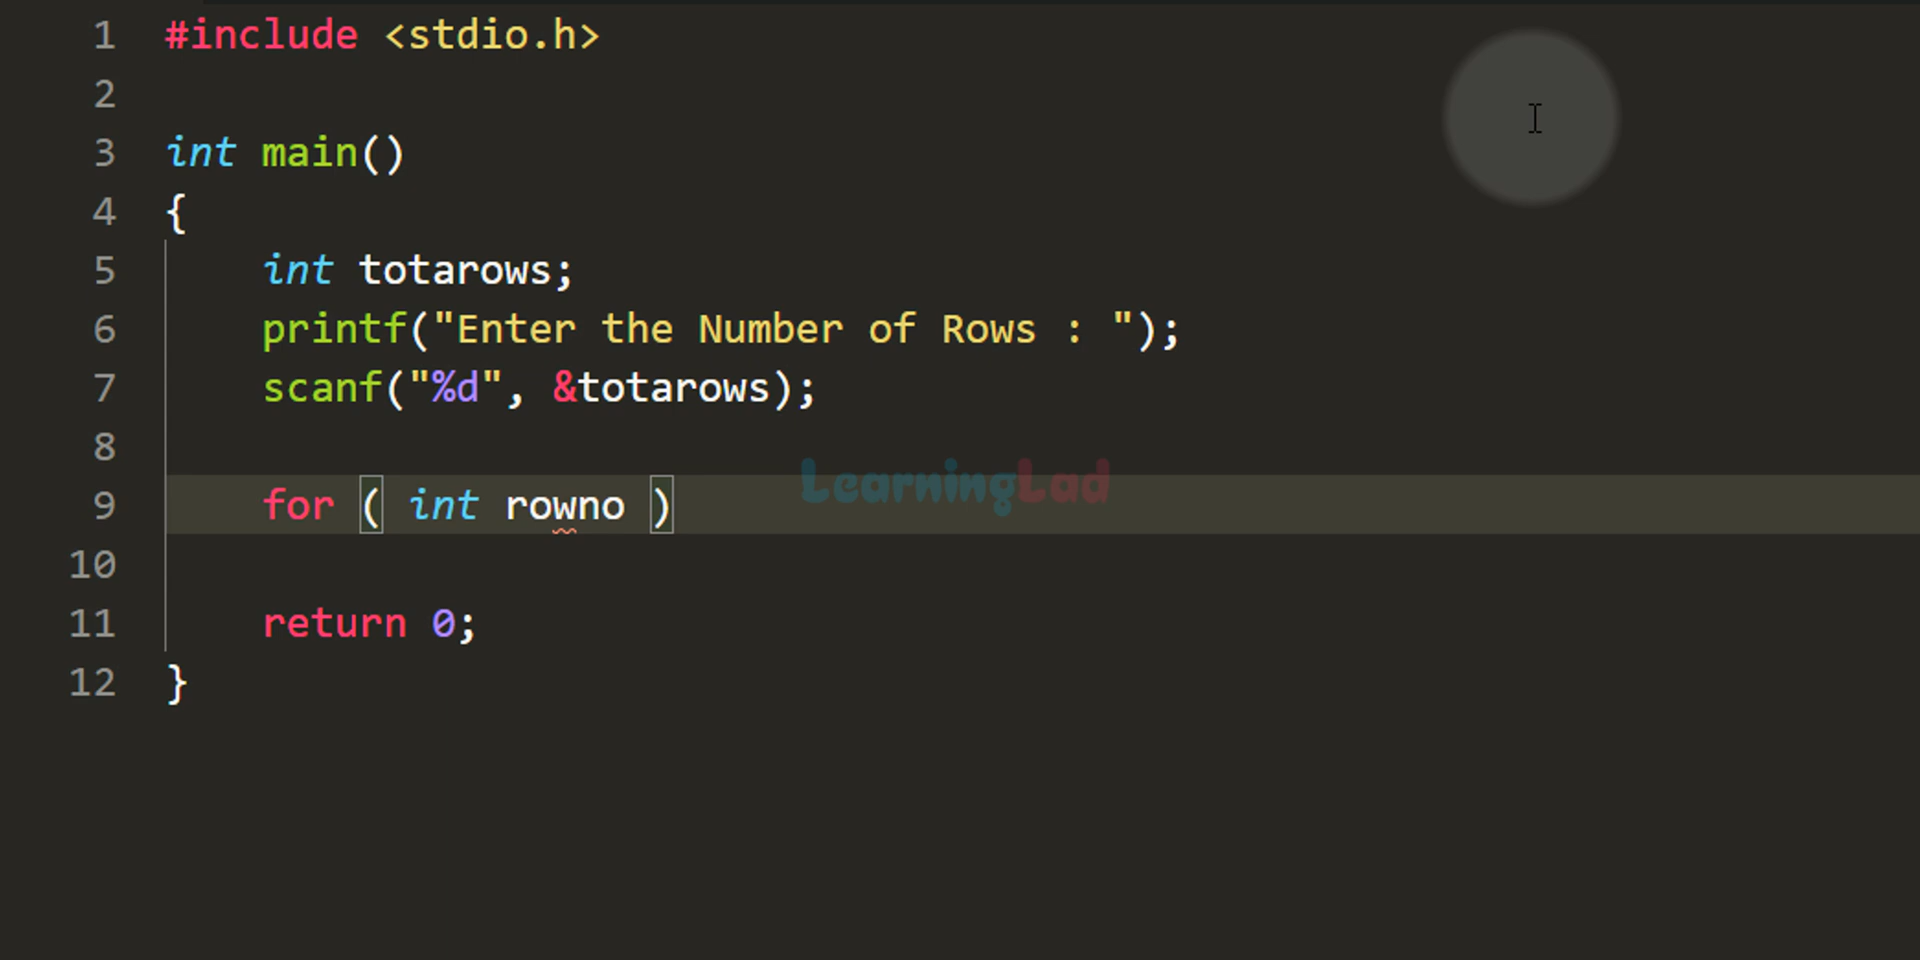 1 #include <stdio.h>
2
3 int main()
4 {
5 int totarows;
6 printf("Enter the Number of Rows : ");
7 scanf("%d", &totarows);
8
LearningLad
9 for ( int rowno )
10
11 return 0;
12 }